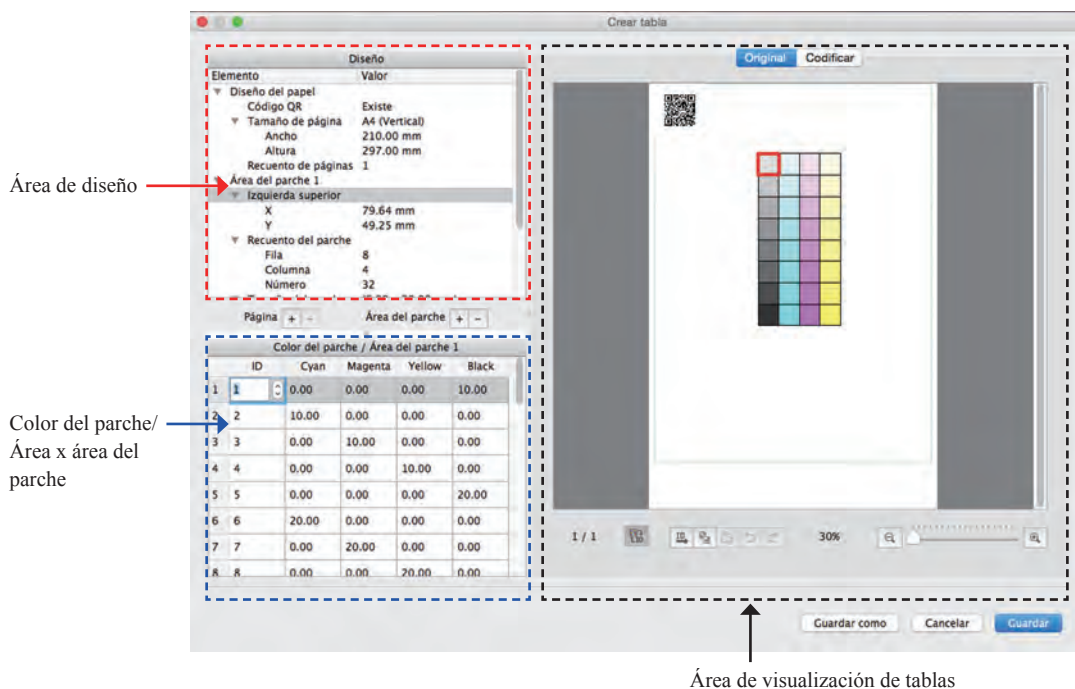 Crear tabla
Diseño
Elemento Valor
Diseño del papel
Código QR Existe
Tamaño de página A4 (Vertical)
Ancho 210.00 mm
Altura 297.00 mm
Recuento de páginas 1
Área del parche 1
Izquierda superior
X 79.64 mm
Y 49.25 mm
Recuento del parche
Fila 8
Columna 4
Número 32
Página + - Área del parche + -
Área de diseño
Color del parche / Área del parche 1
ID Cyan Magenta Yellow Black
1 1 0.00 0.00 0.00 10.00
2 2 10.00 0.00 0.00 0.00
3 3 0.00 10.00 0.00 0.00
4 4 0.00 0.00 10.00 0.00
5 5 0.00 0.00 0.00 20.00
6 6 20.00 0.00 0.00 0.00
7 7 0.00 20.00 0.00 0.00
8 8 0.00 0.00 20.00 0.00
Color del parche/
Área x área del
parche
Original Codificar
1 / 1 30%
Guardar como Cancelar Guardar
Área de visualización de tablas